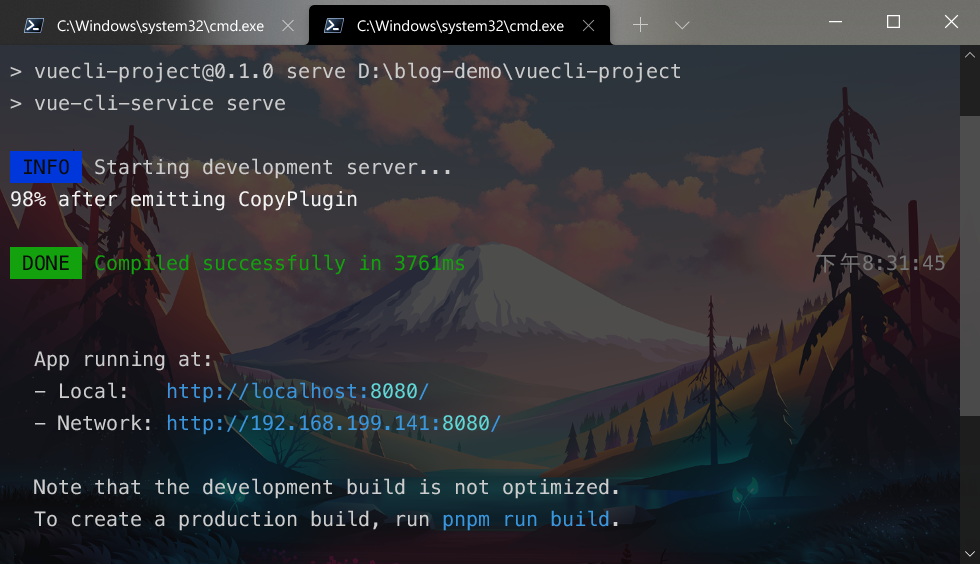 C:\Windows\system32\cmd.exe
C:\Windows\system32\cmd.exe
> vuecli-project@0.1.0 serve D:\blog-demo\vuecli-project
> vue-cli-service serve
INFO Starting development server...
98% after emitting CopyPlugin
DONE Compiled successfully in 3761ms 下午8:31:45
App running at:
- Local: http://localhost:8080/
- Network: http://192.168.199.141:8080/
Note that the development build is not optimized.
To create a production build, run pnpm run build.